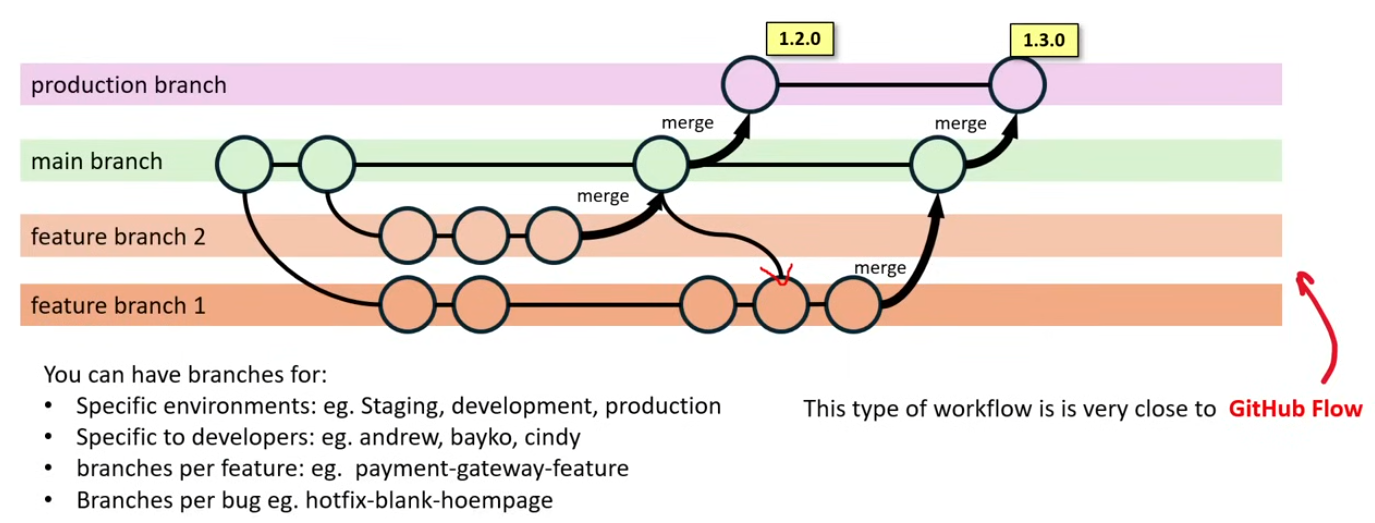 1.2.0
1.3.0
production branch
merge
merge
main branch
merge
feature branch 2
merge
feature branch 1
You can have branches for:
• Specific environments: eg. Staging, development, production
• Specific to developers: eg. andrew, bayko, cindy
• branches per feature: eg. payment-gateway-feature
• Branches per bug eg. hotfix-blank-hoempage
This type of workflow is is very close to GitHub Flow